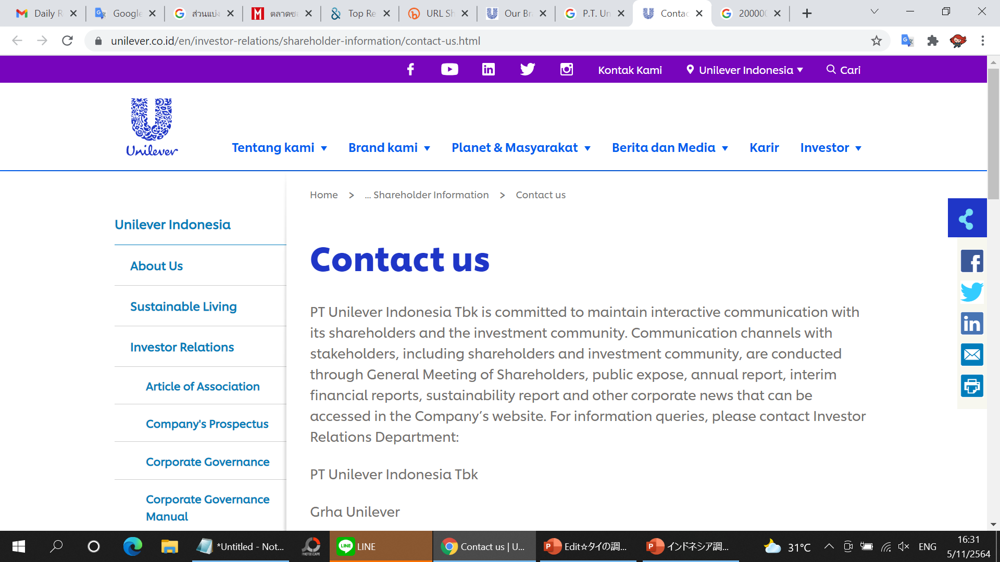 Daily R
Google
ส่วนแบ่ง
ตลาดซอ
Top Re
URL Sh
Our Bra
P.T. Un
Contac
20000
unilever.co.id/en/investor-relations/shareholder-information/contact-us.html
Kontak Kami
Unilever Indonesia
Cari
Unilever
Tentang kami
Brand kami
Planet & Masyarakat
Berita dan Media
Karir
Investor
Home > ... Shareholder Information > Contact us
Unilever Indonesia
About Us
Sustainable Living
Investor Relations
Article of Association
Company's Prospectus
Corporate Governance
Corporate Governance
Manual
Contact us
PT Unilever Indonesia Tbk is committed to maintain interactive communication with
its shareholders and the investment community. Communication channels with
stakeholders, including shareholders and investment community, are conducted
through General Meeting of Shareholders, public expose, annual report, interim
financial reports, sustainability report and other corporate news that can be
accessed in the Company’s website. For information queries, please contact Investor
Relations Department:
PT Unilever Indonesia Tbk
Grha Unilever
*Untitled - Not...
PHOTOSCAPE
LINE
LINE
Contact us | U...
Edit☆タイの調...
インドネシア調...
31°C
ENG
16:31
5/11/2564